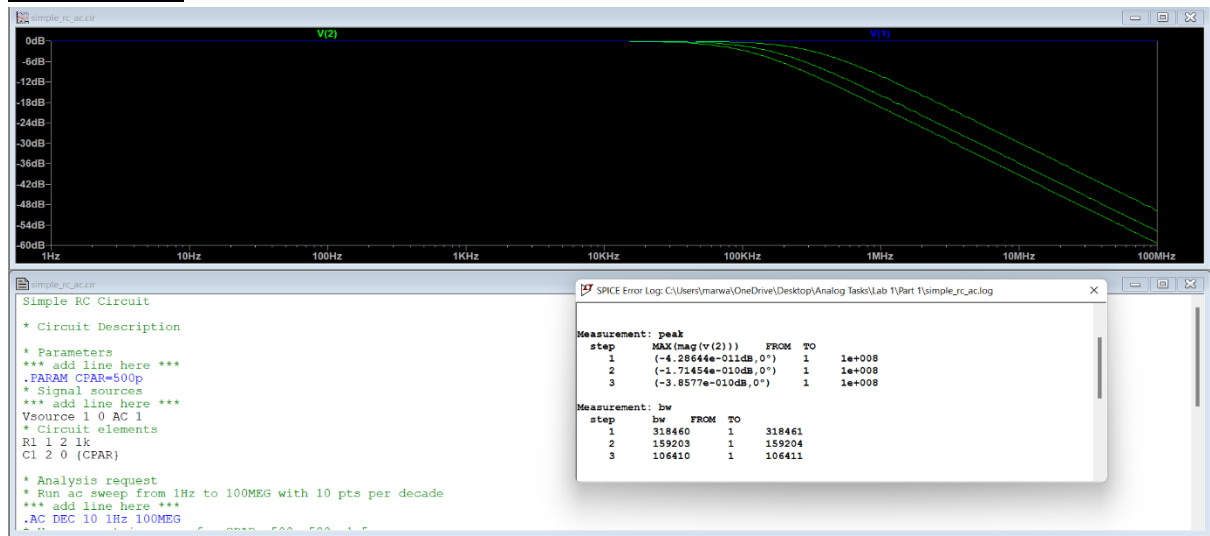 simple_rc_ac.cir
V(2) V(1)
0dB
-6dB
-12dB
-18dB
-24dB
-30dB
-36dB
-42dB
-48dB
-54dB
-60dB
1Hz 10Hz 100Hz 1KHz 10KHz 100KHz 1MHz 10MHz 100MHz
simple_rc_ac.cir
Simple RC Circuit
* Circuit Description
* Parameters
*** add line here ***
.PARAM CPAR=500p
* Signal sources
*** add line here ***
Vsource 1 0 AC 1
* Circuit elements
R1 1 2 1k
C1 2 0 {CPAR}
* Analysis request
* Run ac sweep from 1Hz to 100MEG with 10 pts per decade
*** add line here ***
.AC DEC 10 1Hz 100MEG
SPICE Error Log: C:\Users\marwa\OneDrive\Desktop\Analog Tasks\Lab 1\Part 1\simple_rc_ac.log
Measurement: peak
step MAX(mag(v(2))) FROM TO
1 (-4.28644e-011dB,0°) 1 1e+008
2 (-1.71454e-010dB,0°) 1 1e+008
3 (-3.8577e-010dB,0°) 1 1e+008
Measurement: bw
step bw FROM TO
1 318460 1 318461
2 159203 1 159204
3 106410 1 106411